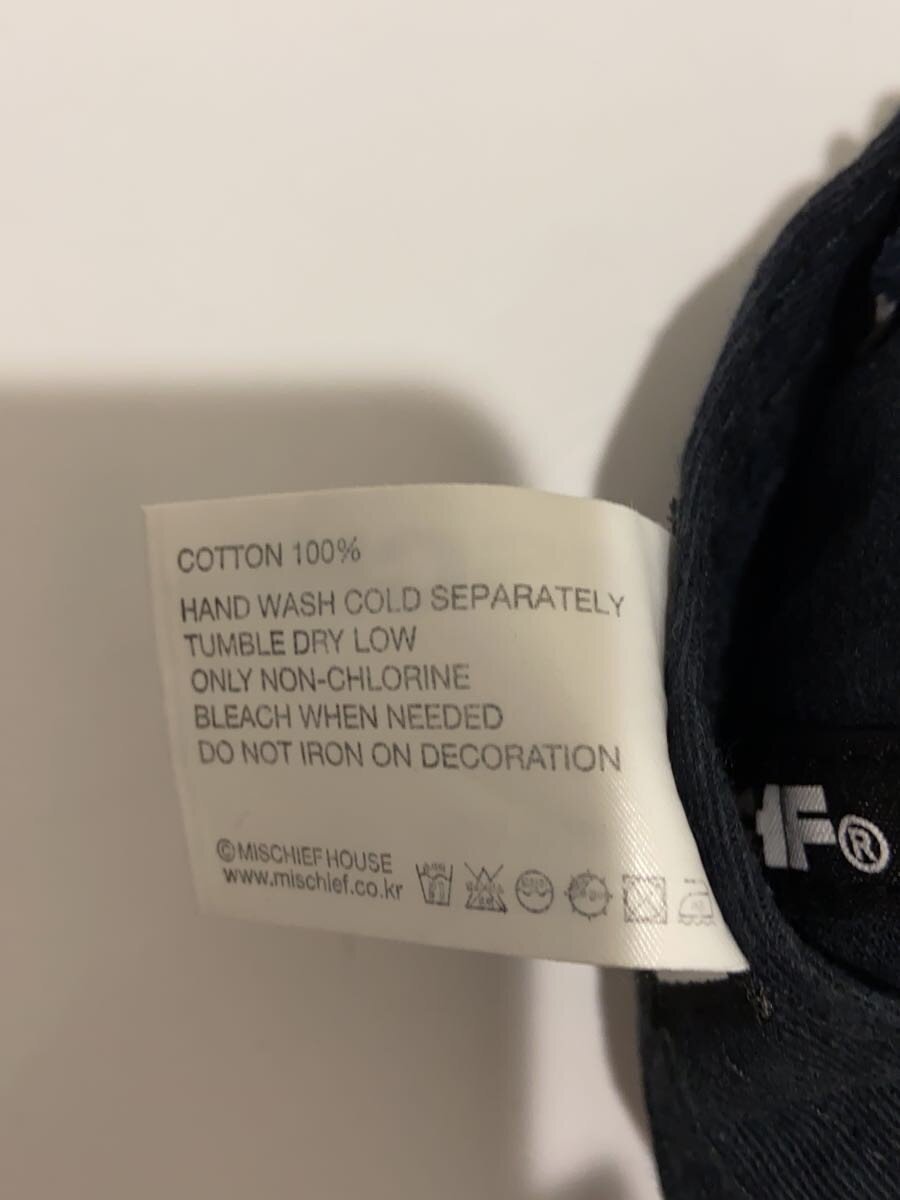 COTTON 100%
HAND WASH COLD SEPARATELY
TUMBLE DRY LOW
ONLY NON-CHLORINE
BLEACH WHEN NEEDED
DO NOT IRON ON DECORATION
©MISCHIEF HOUSE
www.mischief.co.kr
F®